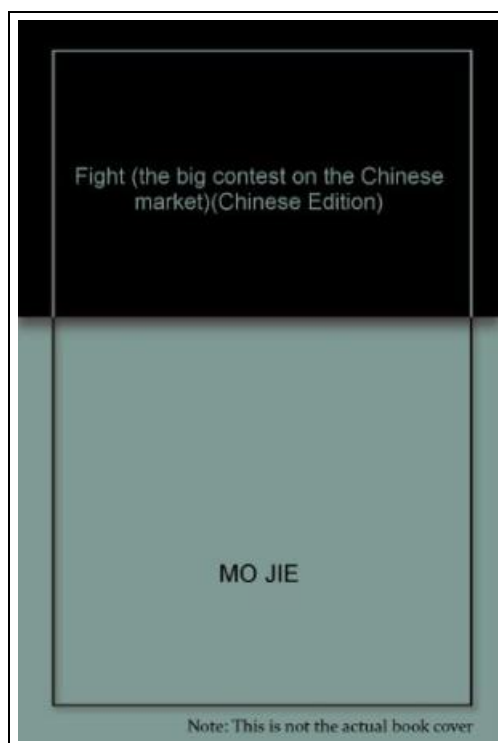 Fight (the big contest on the Chinese
market)(Chinese Edition)
MO JIE
Note: This is not the actual book cover